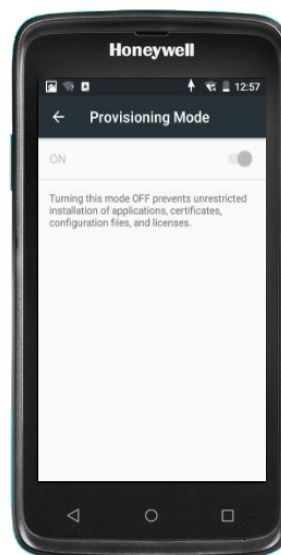 Honeywell
12:57
Provisioning Mode
ON
Turning this mode OFF prevents unrestricted
installation of applications, certificates,
configuration files, and licenses.